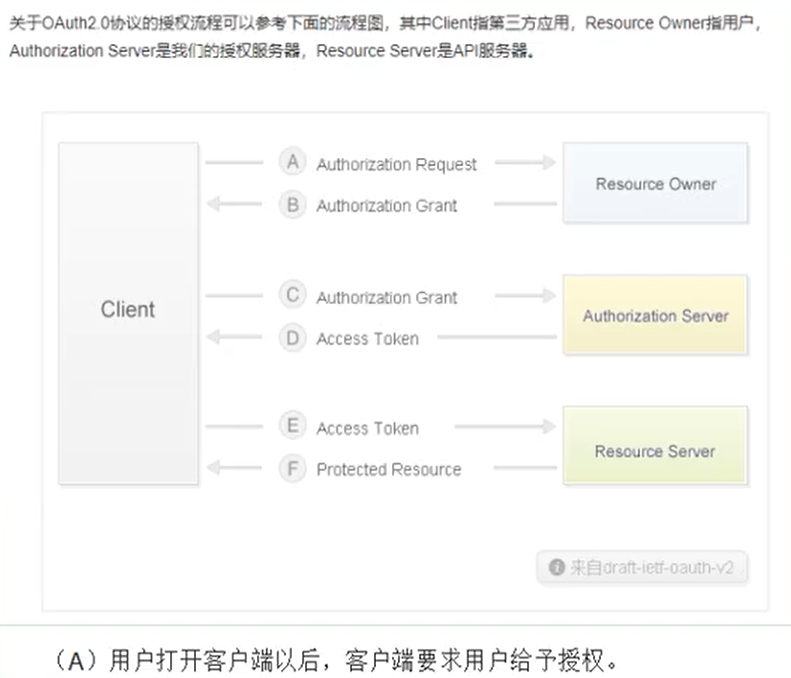 关于OAuth2.0协议的授权流程可以参考下面的流程图，其中Client指第三方应用，Resource Owner指用户，
Authorization Server是我们的授权服务器，Resource Server是API服务器。
A Authorization Request
Resource Owner
B Authorization Grant
Client
C Authorization Grant
Authorization Server
D Access Token
E Access Token
Resource Server
F Protected Resource
来自draft-ietf-oauth-v2
（A）用户打开客户端以后，客户端要求用户给予授权。